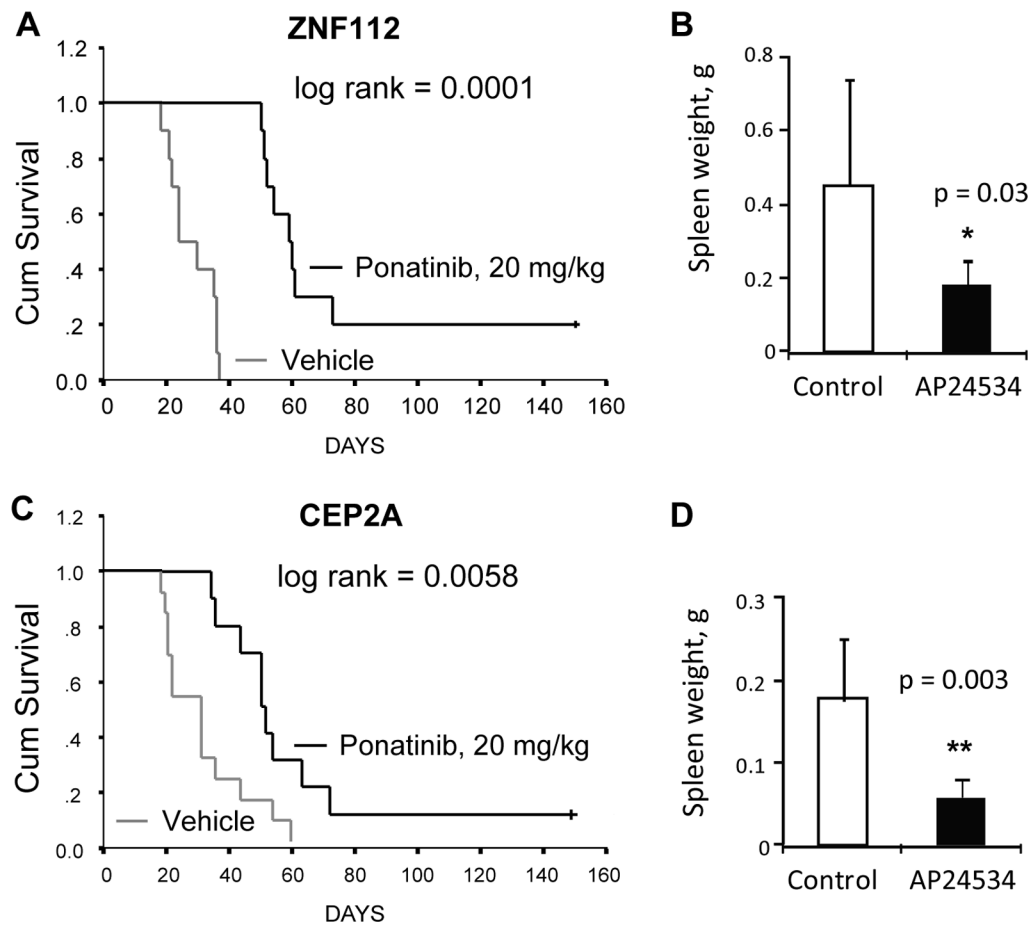 A
ZNF112
1.2
1.0
.8
.6
.4
.2
0.0
Cum Survival
log rank = 0.0001
Ponatinib, 20 mg/kg
Vehicle
0 20 40 60 80 100 120 140 160
DAYS
B
0.8
0.6
0.4
0.2
0
Spleen weight, g
p = 0.03
*
Control AP24534
C
CEP2A
1.2
1.0
.8
.6
.4
.2
0.0
Cum Survival
log rank = 0.0058
Ponatinib, 20 mg/kg
Vehicle
0 20 40 60 80 100 120 140 160
DAYS
D
0.3
0.2
0.1
0
Spleen weight, g
p = 0.003
**
Control AP24534